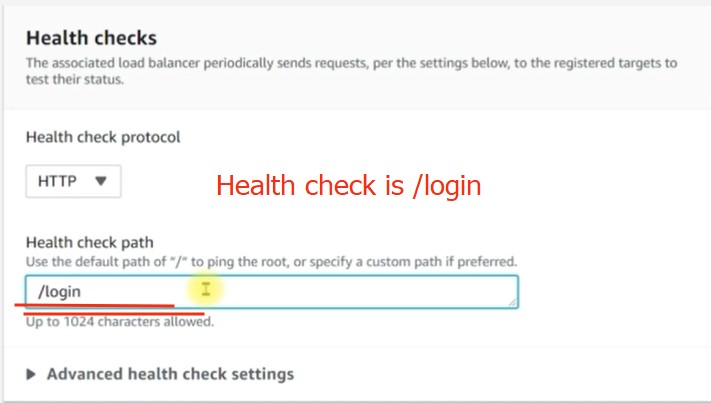 Health checks
The associated load balancer periodically sends requests, per the settings below, to the registered targets to
test their status.
Health check protocol
HTTP
Health check is /login
Health check path
Use the default path of "/" to ping the root, or specify a custom path if preferred.
/login
Up to 1024 characters allowed.
Advanced health check settings